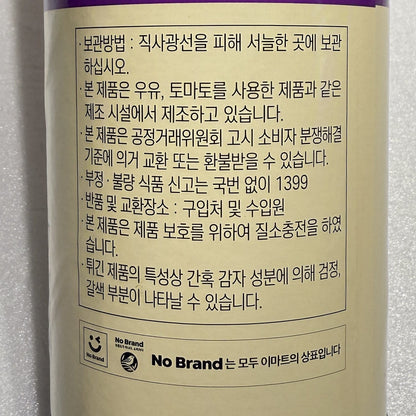 · 보관방법 : 직사광선을 피해 서늘한 곳에 보관
하십시오.
· 본 제품은 우유, 토마토를 사용한 제품과 같은
제조 시설에서 제조하고 있습니다.
· 본 제품은 공정거래위원회 고시 소비자 분쟁해결
기준에 의거 교환 또는 환불받을 수 있습니다.
· 부정 · 불량 식품 신고는 국번 없이 1399
· 반품 및 교환장소 : 구입처 및 수입원
· 본 제품은 제품 보호를 위하여 질소충전을 하였
습니다.
· 튀긴 제품의 특성상 간혹 감자 성분에 의해 검정,
갈색 부분이 나타날 수 있습니다.
No Brand
No Brand
No Brand는 모두 이마트의 상표입니다